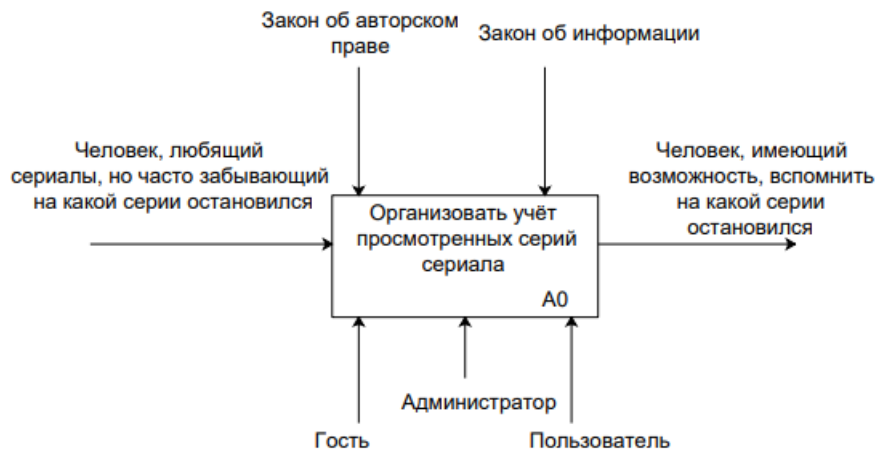 Закон об авторском
праве
Закон об информации
Человек, любящий
сериалы, но часто забывающий
на какой серии остановился
Человек, имеющий
возможность, вспомнить
на какой серии
остановился
Организовать учёт
просмотренных серий
сериала
А0
Администратор
Гость
Пользователь